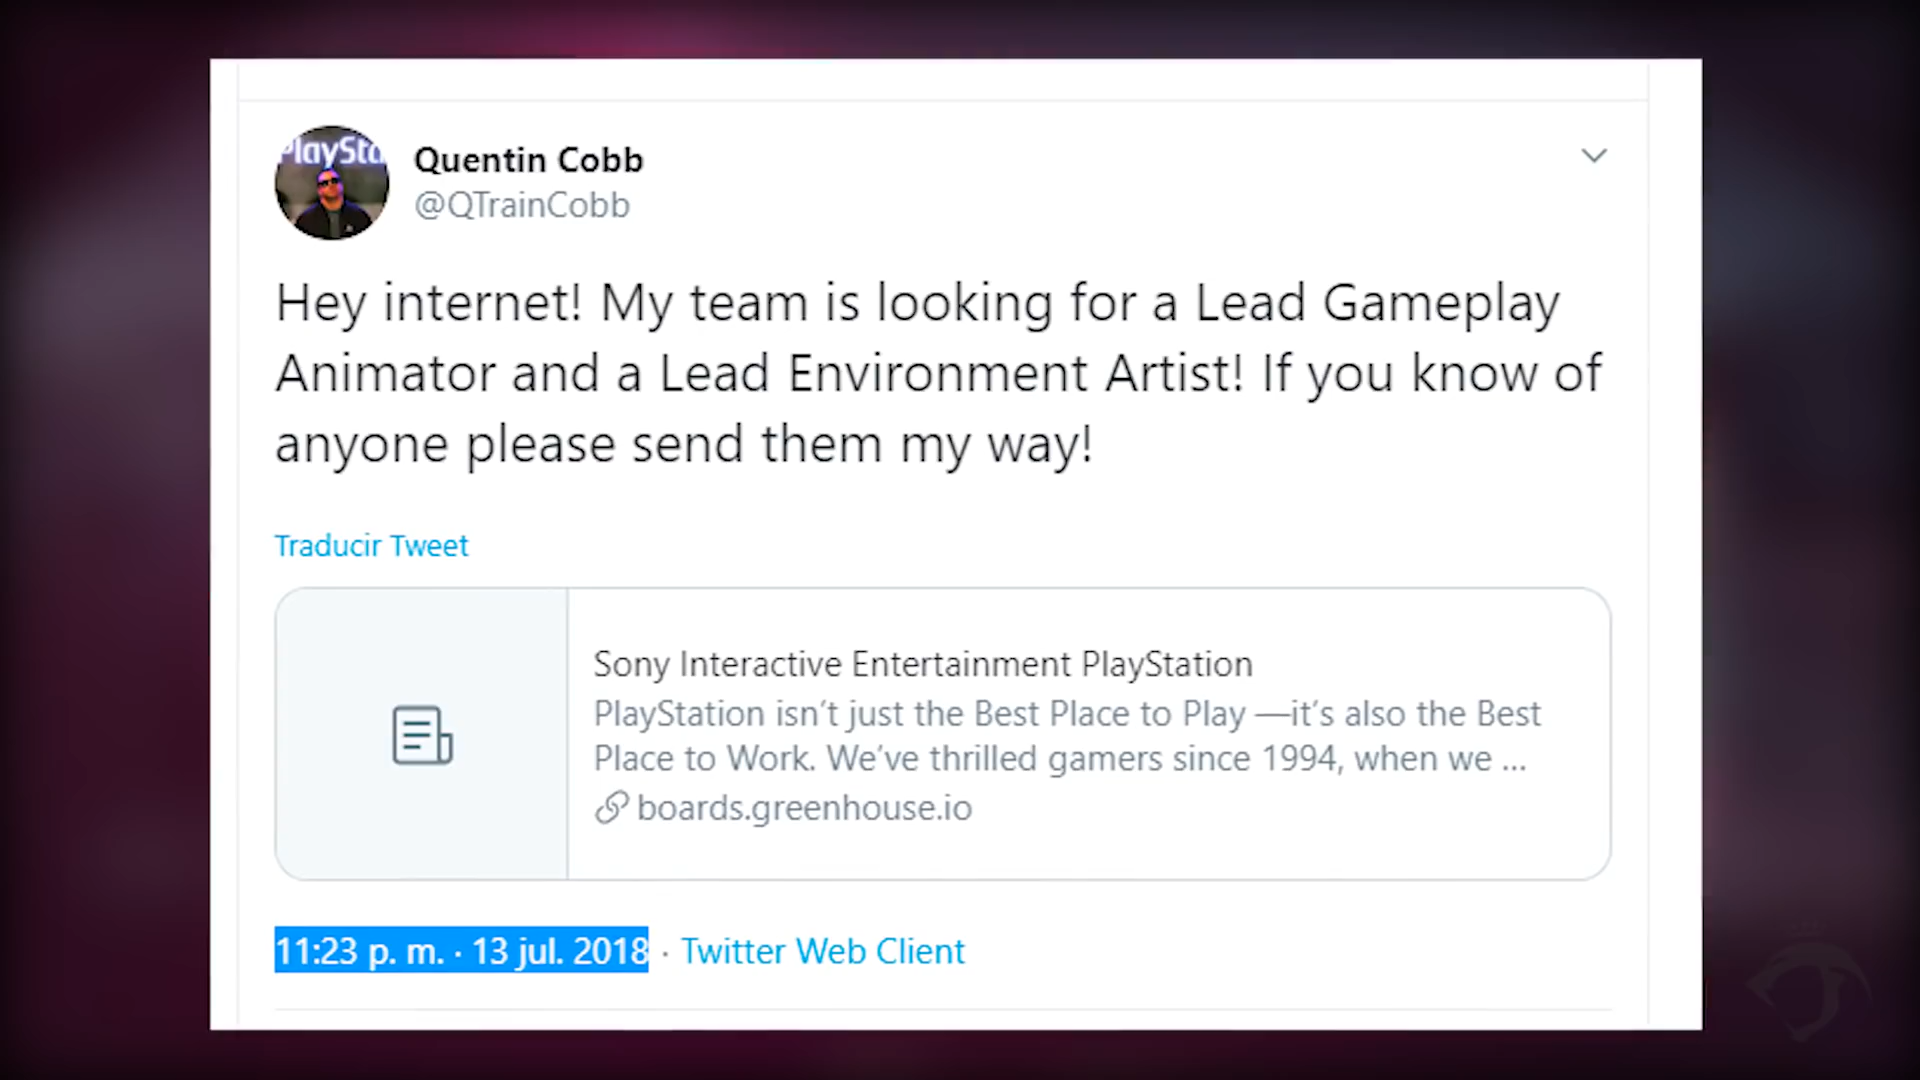 PlaySta
Quentin Cobb
@QTrainCobb
Hey internet! My team is looking for a Lead Gameplay
Animator and a Lead Environment Artist! If you know of
anyone please send them my way!
Traducir Tweet
Sony Interactive Entertainment PlayStation
PlayStation isn’t just the Best Place to Play —it’s also the Best
Place to Work. We’ve thrilled gamers since 1994, when we ...
boards.greenhouse.io
11:23 p. m. · 13 jul. 2018 · Twitter Web Client